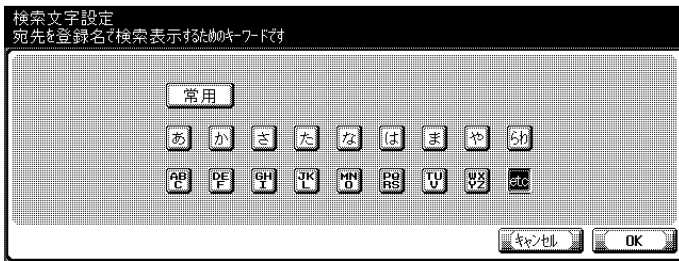 検索文字設定
宛先を登録名で検索表示するためのキーワードです
常用
あ か さ た な は ま や らわ
ABC DEF GHI JKL MNO PQRS TUV WXYZ etc
キャンセル OK